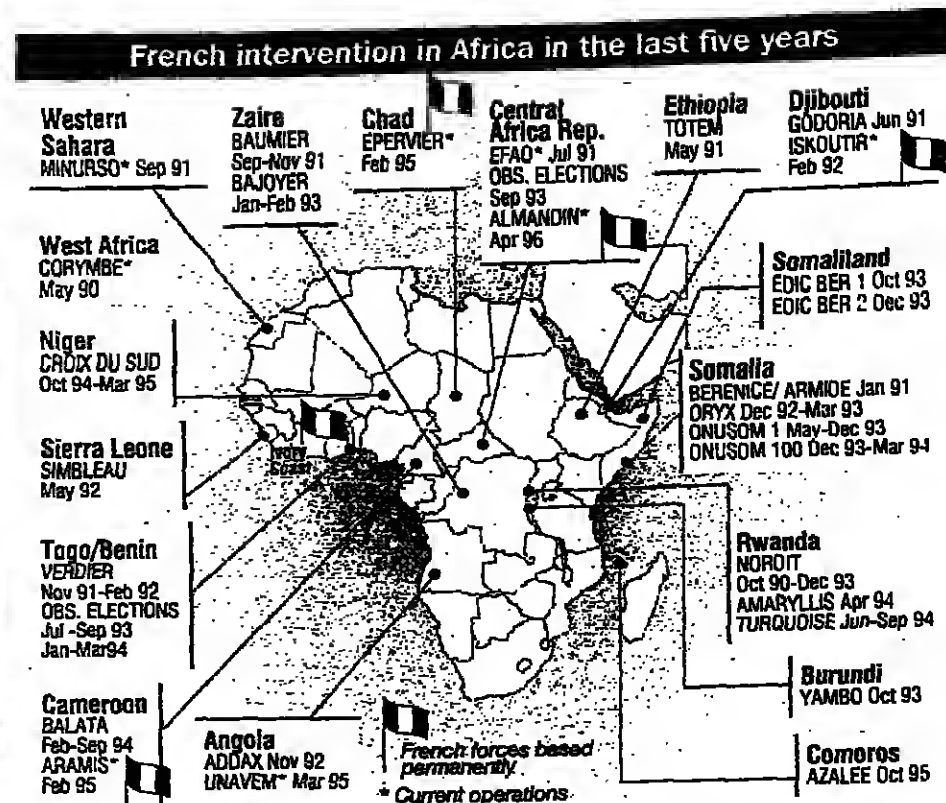 French intervention in Africa in the last five years
Western
Sahara
MINURSO* Sep 91
Zaire
BAUMIER
Sep-Nov 91
BAJOYER
Jan-Feb 93
Chad
EPERVIER*
Feb 95
Central
Africa Rep.
EFAO* Jul 91
OBS. ELECTIONS
Sep 93
ALMANDIN*
Apr 96
Ethiopia
TOTEM
May 91
Djibouti
GODORIA Jun 91
ISKOUTIR*
Feb 92
West Africa
CORYMBE*
May 90
Somaliland
EDIC BER 1 Oct 93
EDIC BER 2 Dec 93
Niger
CROIX DU SUD
Oct 94-Mar 95
Somalia
BERENICE/ ARMIDE Jan 91
ORYX Dec 92-Mar 93
ONUSOM 1 May-Dec 93
ONUSOM 100 Dec 93-Mar 94
Sierra Leone
SIMBLEAU
May 92
Ivory
Coast
Togo/Benin
VERDIER
Nov 91-Feb 92
OBS. ELECTIONS
Jul -Sep 93
Jan-Mar94
Rwanda
NOROIT
Oct 90-Dec 93
AMARYLLIS Apr 94
TURQUOISE Jun-Sep 94
Burundi
YAMBO Oct 93
Cameroon
BALATA
Feb-Sep 94
ARAMIS*
Feb 95
Angola
ADDAX Nov 92
UNAVEM* Mar 95
French forces based
permanently
* Current operations
Comoros
AZALEE Oct 95